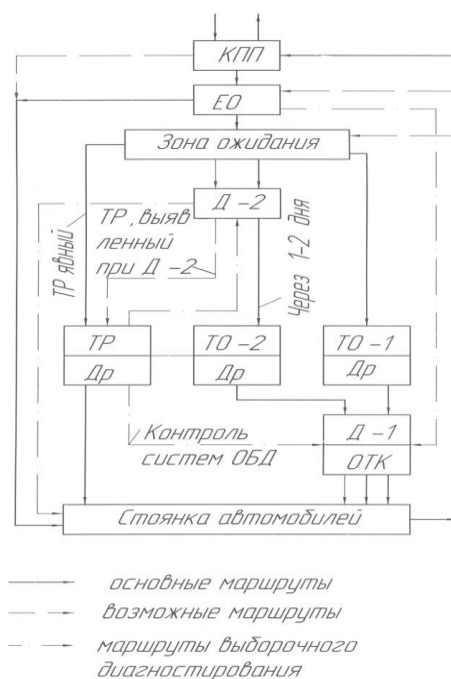 КПП
ЕО
Зона ожидания
Д-2
ТР явный
ТР, выяв
ленный
при Д-2
Через 1-2 дня
ТР
Др
ТО-2
Др
ТО-1
Др
Контроль
систем ОБД
Д-1
ОТК
Стоянка автомобилей
основные маршруты
возможные маршруты
маршруты выборочного
диагностирования